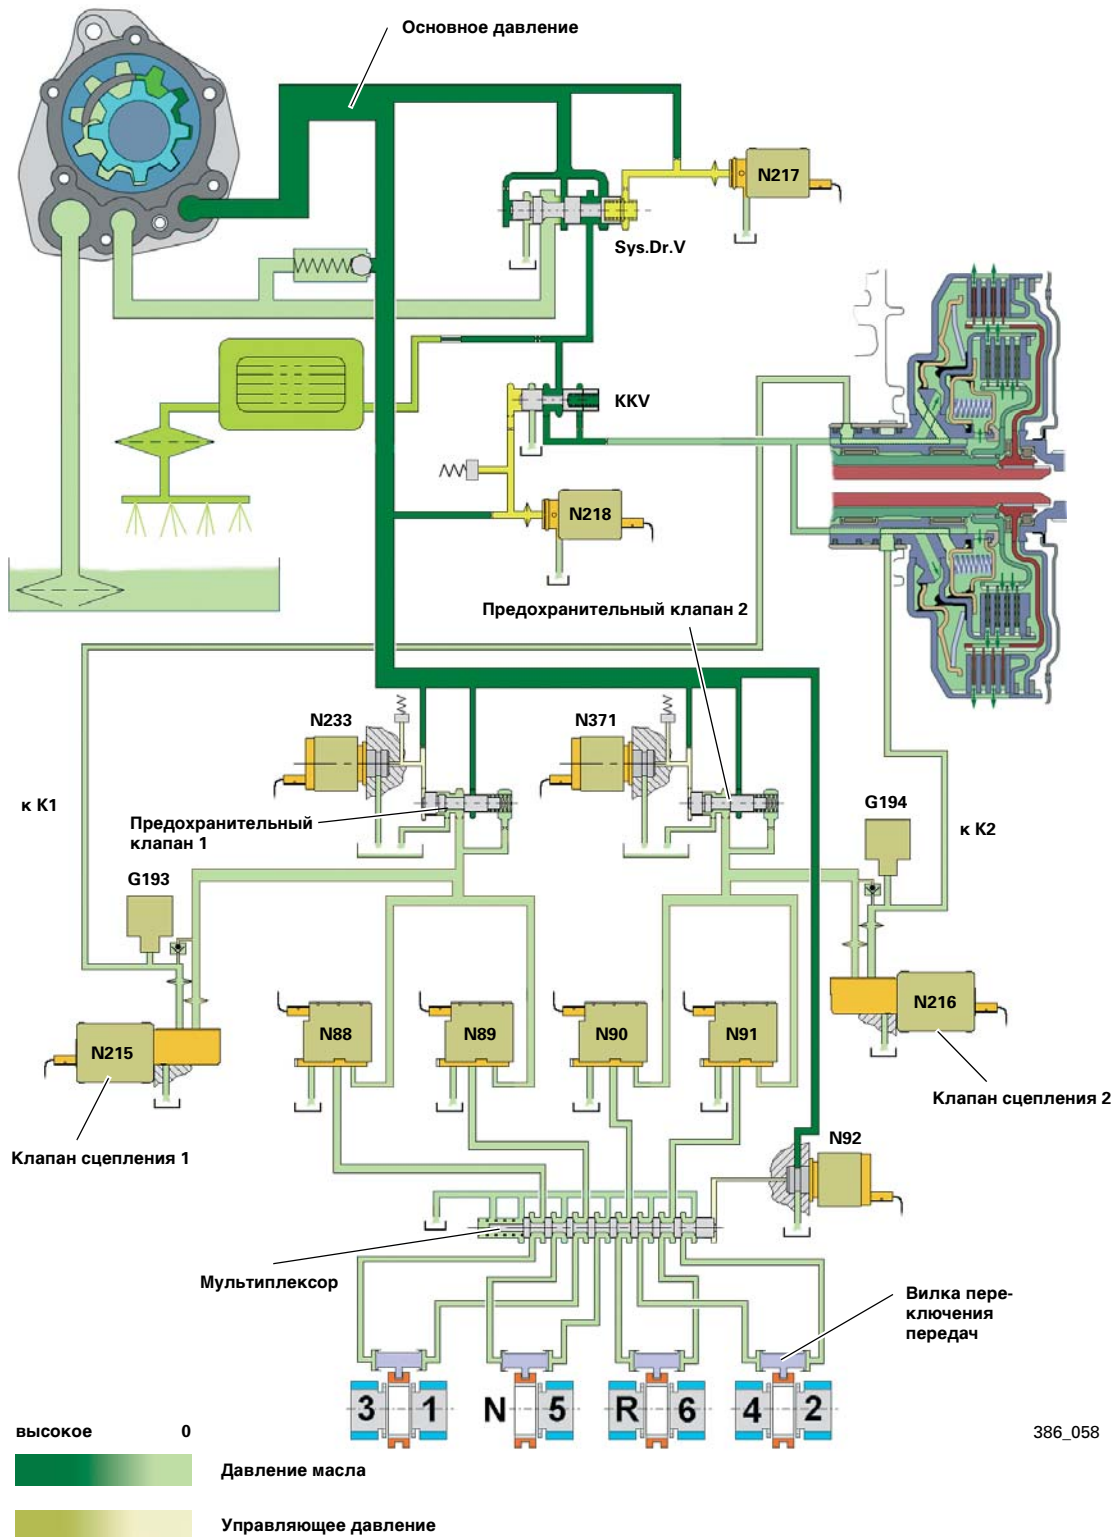 Основное давление
N217
Sys.Dr.V
KKV
N218
Предохранительный клапан 2
N233
N371
к К1
Предохранительный
клапан 1
G194
к К2
G193
N88
N89
N90
N91
N216
N215
Клапан сцепления 2
N92
Клапан сцепления 1
Мультиплексор
Вилка пере-
ключения
передач
3 1 N 5 R 6 4 2
высокое 0
386_058
Давление масла
Управляющее давление